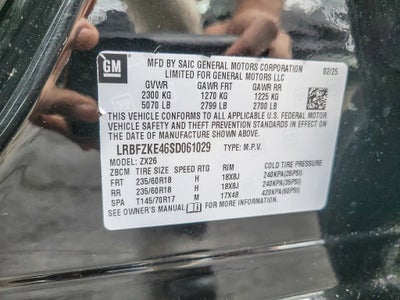 GM
MFD BY SAIC GENERAL MOTORS CORPORATION 02/25
LIMITED FOR GENERAL MOTORS LLC
GVWR GAWR FRT GAWR RR
2300 KG 1270 KG 1225 KG
5070 LB 2799 LB 2700 LB
THIS VEHICLE CONFORMS TO ALL APPLICABLE U.S. FEDERAL MOTOR
VEHICLE SAFETY, BUMPER, AND THEFT PREVENTION STANDARDS IN EFFECT ON
THE DATE OF MANUFACTURE SHOWN ABOVE.
LRBFZKE46SD061029 TYPE: M.P.V.
MODEL: ZX26
ZBCM TIRE SIZE SPEED RTG RIM COLD TIRE PRESSURE
FRT 235/60R18 H 18X8J 240KPA(35PSI)
RR 235/60R18 H 18X8J 240KPA(35PSI)
SPA T145/70R17 M 17X4B 420KPA(60PSI)
SEE OWNER'S MANUAL FOR MORE INFORMATION.